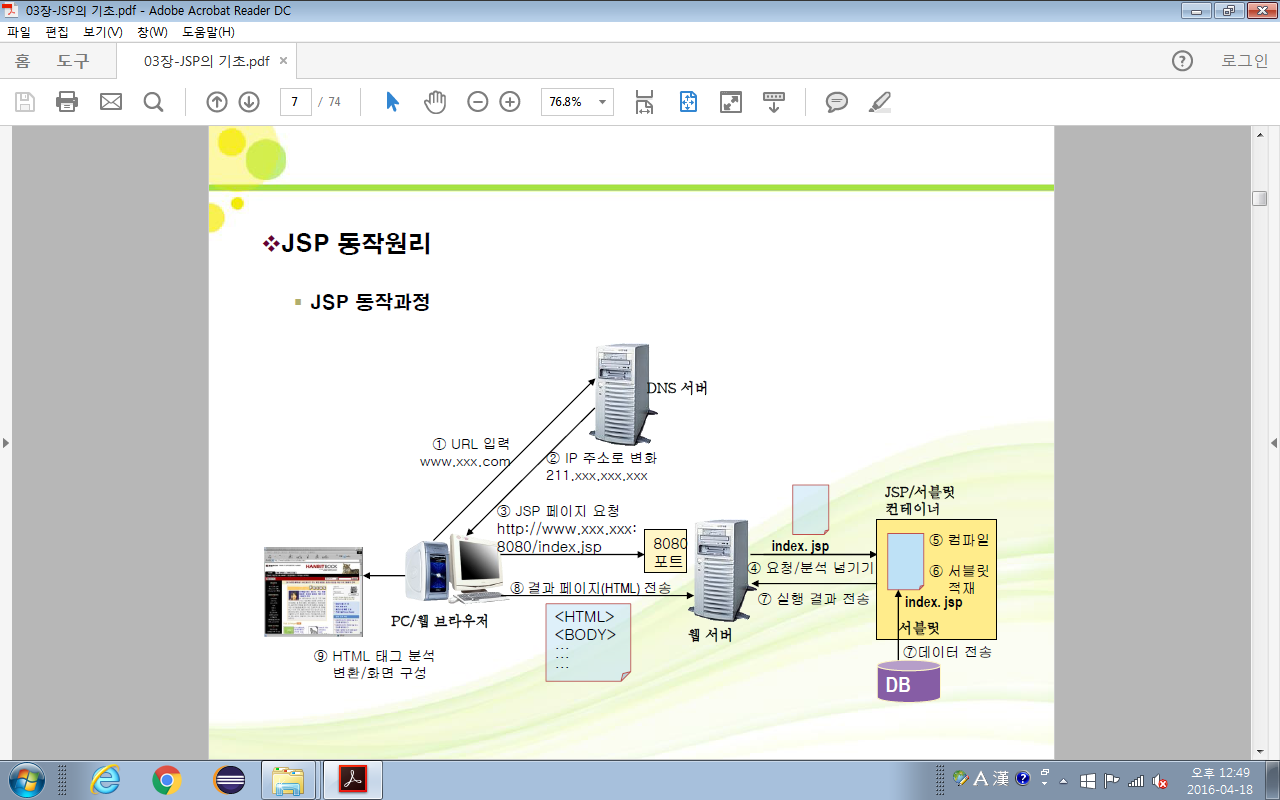 03장-JSP의 기초.pdf - Adobe Acrobat Reader DC
파일 편집 보기(V) 창(W) 도움말(H)
홈 도구 03장-JSP의 기초.pdf × ? 로그인
7 / 74 76.8%
❖JSP 동작원리
▪ JSP 동작과정
DNS 서버
① URL 입력
www.xxx.com
② IP 주소로 변화
211.xxx.xxx.xxx
③ JSP 페이지 요청
http://www.xxx.xxx:
8080/index.jsp
8080
포트
index. jsp
④ 요청/분석 넘기기
JSP/서블릿
컨테이너
⑤ 컴파일
⑥ 서블릿
적재
index. jsp
서블릿
⑦ 실행 결과 전송
⑦데이터 전송
DB
웹 서버
⑧ 결과 페이지(HTML) 전송
<HTML>
<BODY>
...
...
PC/웹 브라우저
⑨ HTML 태그 분석
변환/화면 구성
A 漢 ?
오후 12:49
2016-04-18